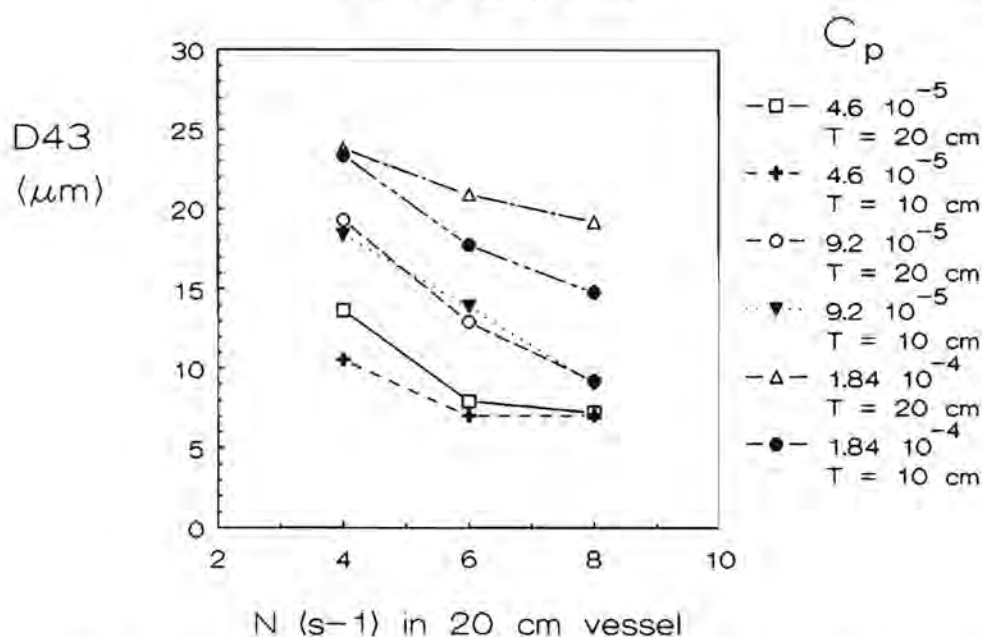 30
25
20
15
10
5
0
D43
(μm)
2 4 6 8 10
N (s-1) in 20 cm vessel
Cp
4.6 10^-5
T = 20 cm
4.6 10^-5
T = 10 cm
9.2 10^-5
T = 20 cm
9.2 10^-5
T = 10 cm
1.84 10^-4
T = 20 cm
1.84 10^-4
T = 10 cm